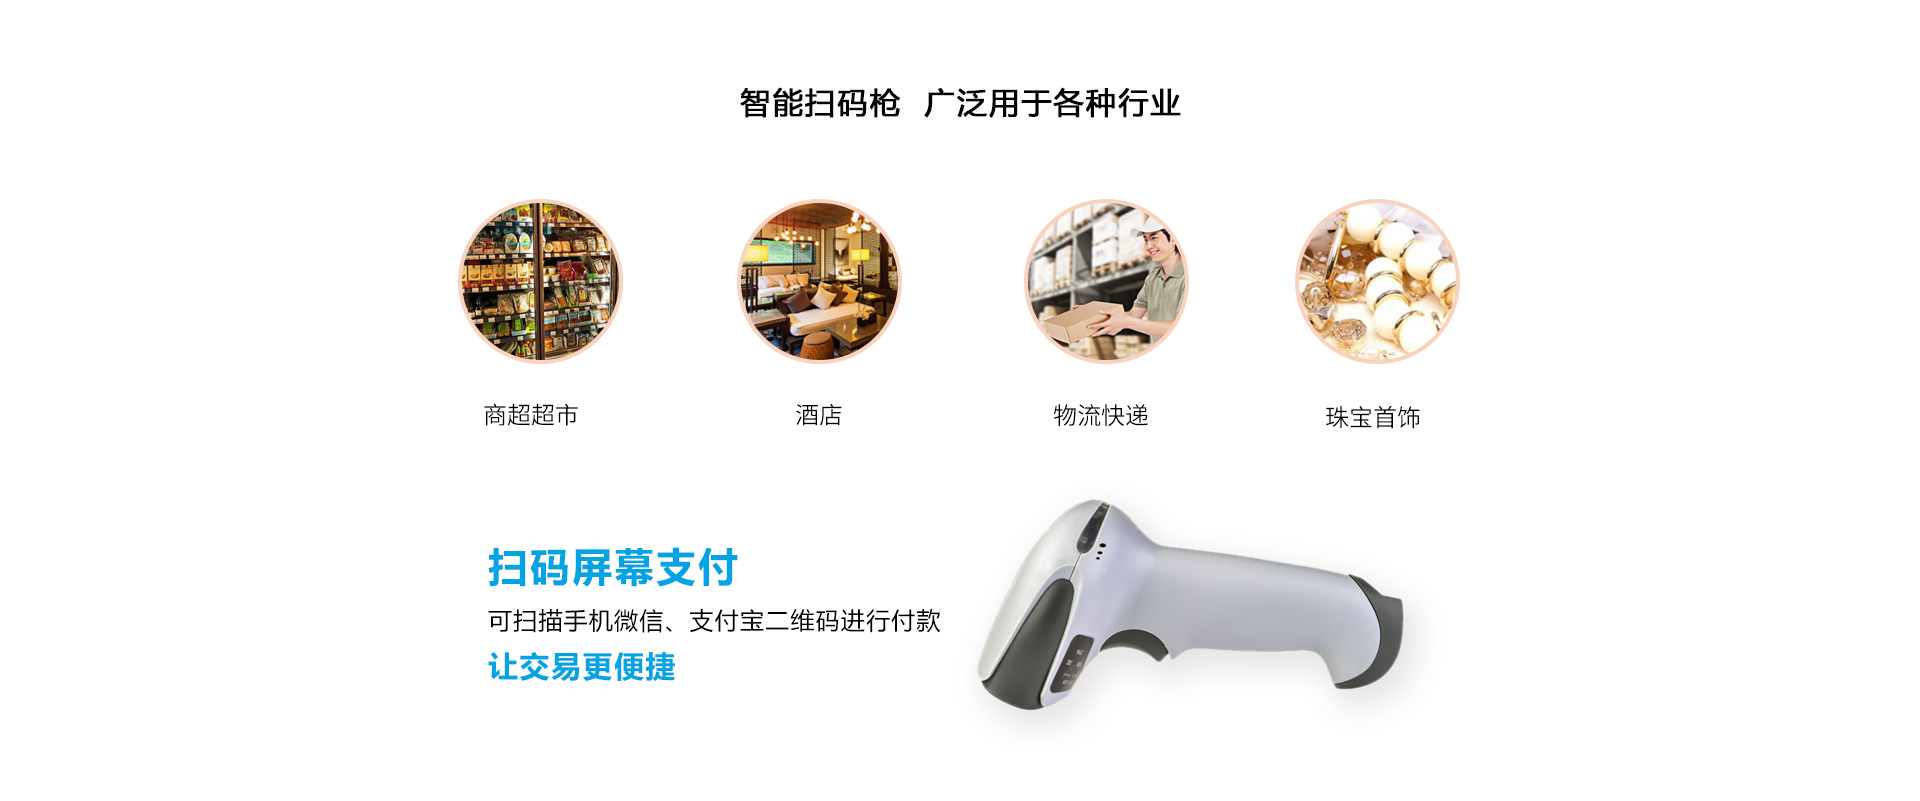 智能扫码枪 广泛用于各种行业
商超超市
酒店
物流快递
珠宝首饰
扫码屏幕支付
可扫描手机微信、支付宝二维码进行付款
让交易更便捷